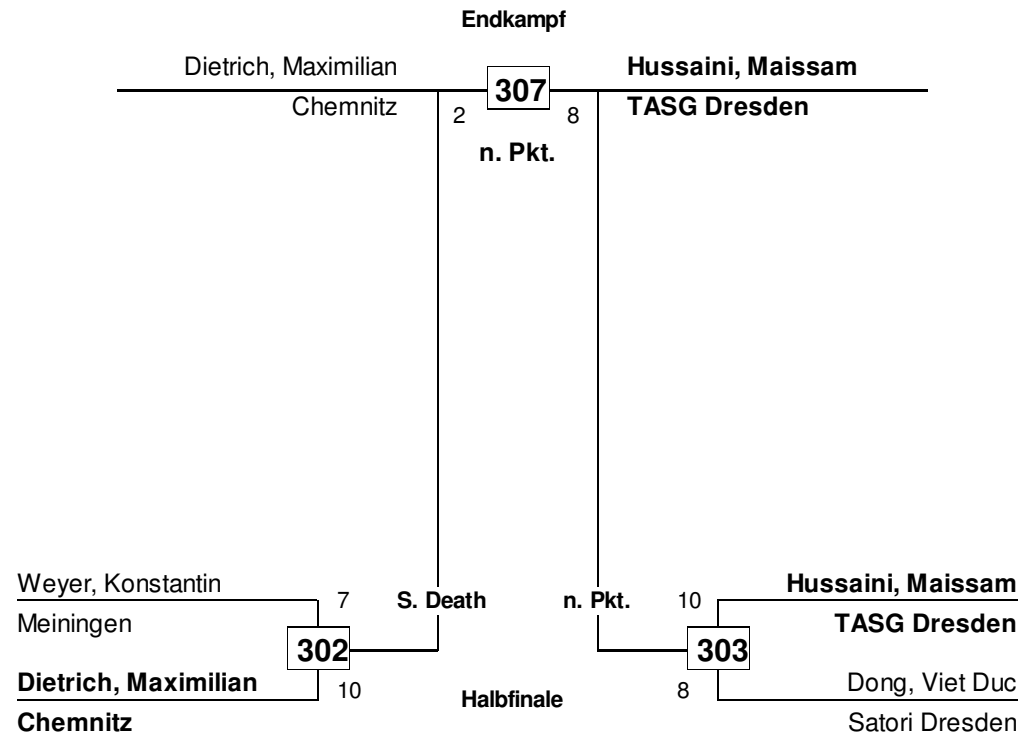 Endkampf
Dietrich, Maximilian
Chemnitz
2
307
8
n. Pkt.
Hussaini, Maissam
TASG Dresden
Weyer, Konstantin
Meiningen
7
S. Death
302
Dietrich, Maximilian
Chemnitz
10
Halbfinale
n. Pkt.
10
Hussaini, Maissam
TASG Dresden
303
8
Dong, Viet Duc
Satori Dresden